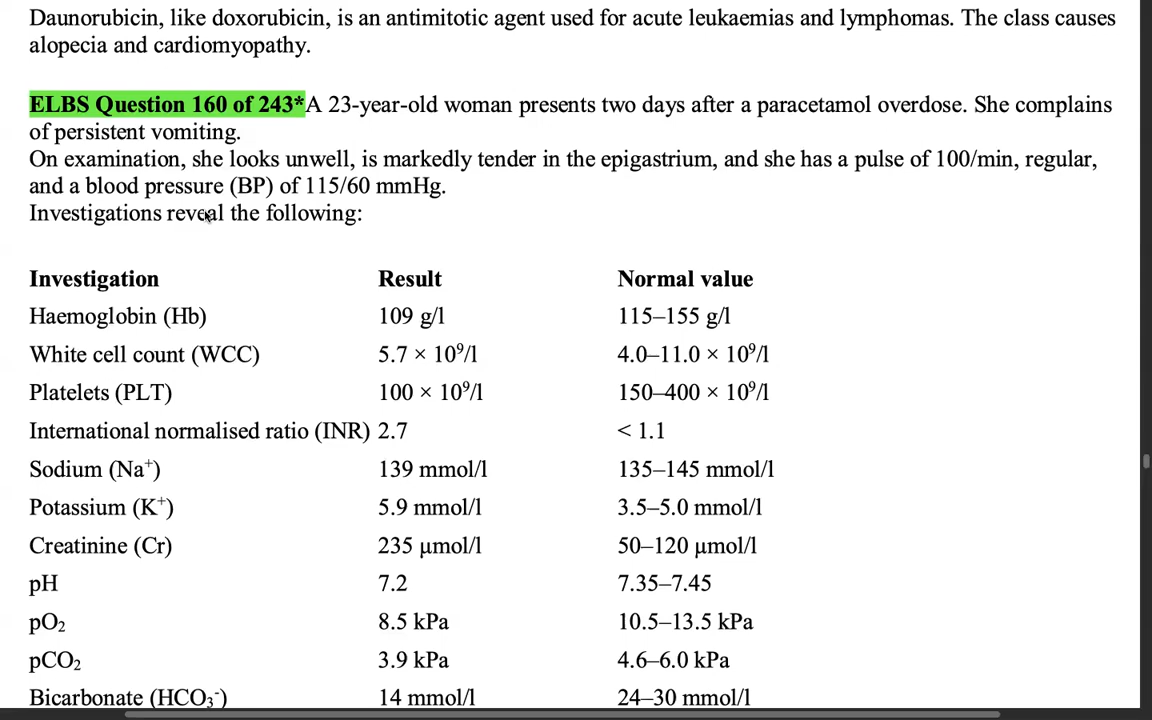 Daunorubicin, like doxorubicin, is an antimitotic agent used for acute leukaemias and lymphomas. The class causes
alopecia and cardiomyopathy.
ELBS Question 160 of 243*A 23-year-old woman presents two days after a paracetamol overdose. She complains
of persistent vomiting.
On examination, she looks unwell, is markedly tender in the epigastrium, and she has a pulse of 100/min, regular,
and a blood pressure (BP) of 115/60 mmHg.
Investigations reveal the following:
Investigation Result Normal value
Haemoglobin (Hb) 109 g/l 115–155 g/l
White cell count (WCC) 5.7 × 10⁹/l 4.0–11.0 × 10⁹/l
Platelets (PLT) 100 × 10⁹/l 150–400 × 10⁹/l
International normalised ratio (INR) 2.7 < 1.1
Sodium (Na⁺) 139 mmol/l 135–145 mmol/l
Potassium (K⁺) 5.9 mmol/l 3.5–5.0 mmol/l
Creatinine (Cr) 235 µmol/l 50–120 µmol/l
pH 7.2 7.35–7.45
pO₂ 8.5 kPa 10.5–13.5 kPa
pCO₂ 3.9 kPa 4.6–6.0 kPa
Bicarbonate (HCO₃⁻) 14 mmol/l 24–30 mmol/l